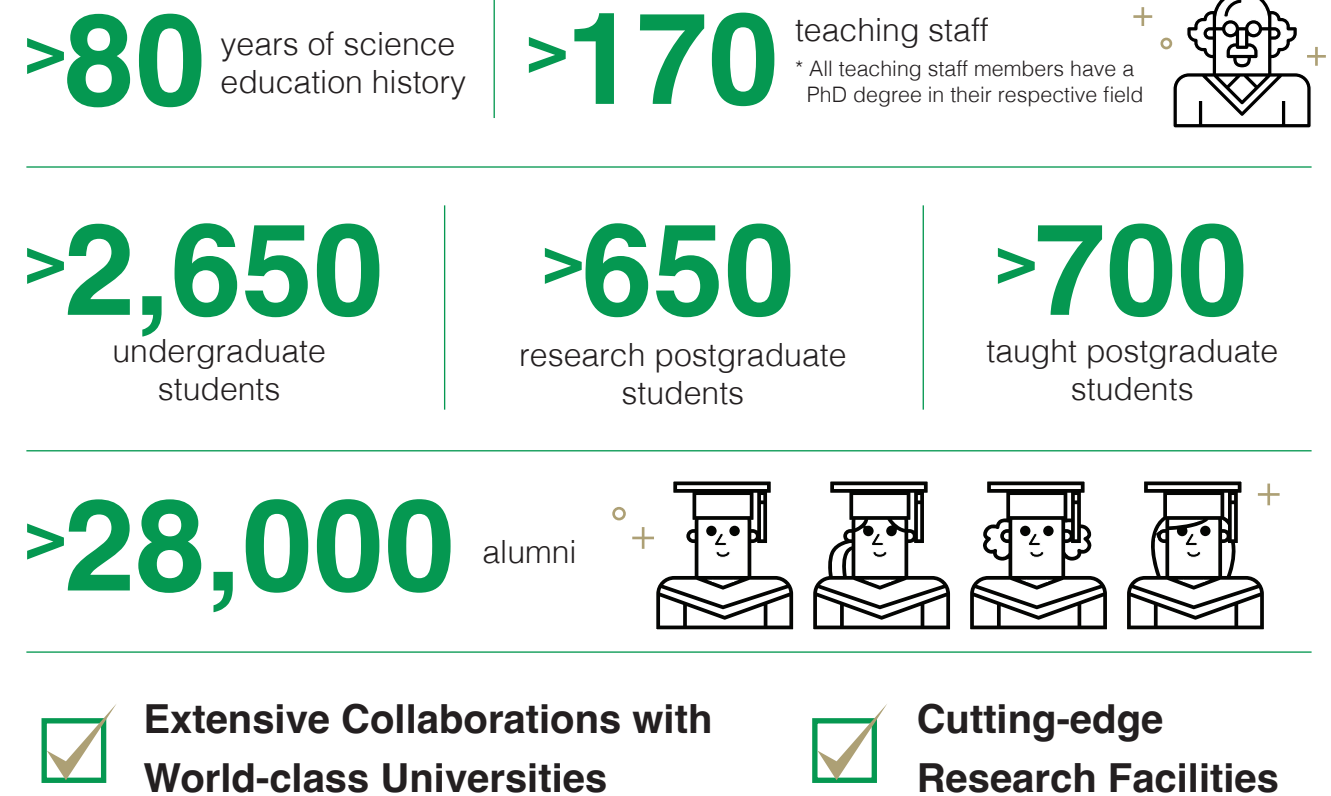 >80 years of science
education history
>170 teaching staff
* All teaching staff members have a
PhD degree in their respective field
>2,650
undergraduate
students
>650
research postgraduate
students
>700
taught postgraduate
students
>28,000 alumni
Extensive Collaborations with
World-class Universities
Cutting-edge
Research Facilities